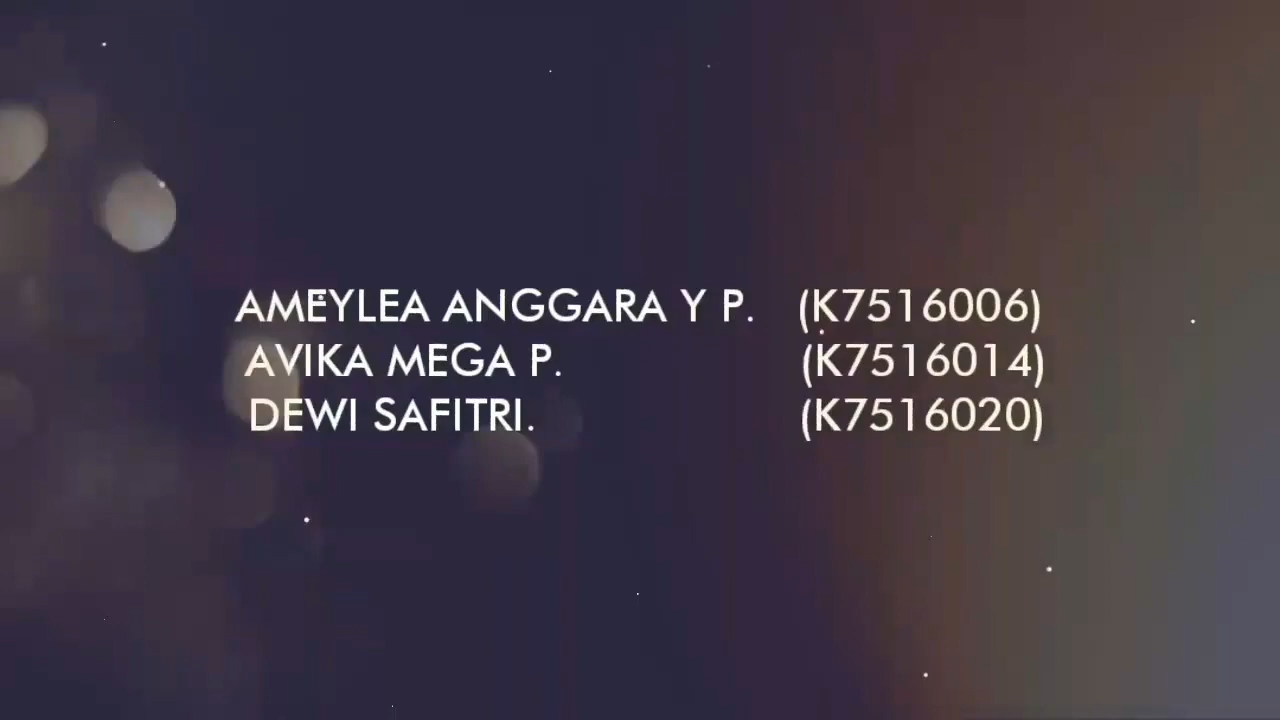 AMEYLEA ANGGARA Y P. (K7516006)
AVIKA MEGA P. (K7516014)
DEWI SAFITRI. (K7516020)